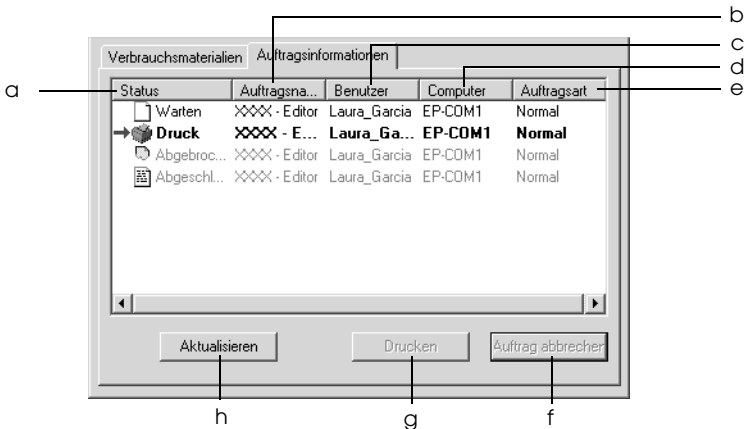 b
c
d
e
a
Verbrauchsmaterialien Auftragsinformationen
Status Auftragsna... Benutzer Computer Auftragsart
Warten XXXX - Editor Laura_Garcia EP-COM1 Normal
Druck XXXX - E... Laura_Ga... EP-COM1 Normal
Abgebroc... XXXX - Editor Laura_Garcia EP-COM1 Normal
Abgeschl... XXXX - Editor Laura_Garcia EP-COM1 Normal
Aktualisieren Drucken Auftrag abbrechen
h g f